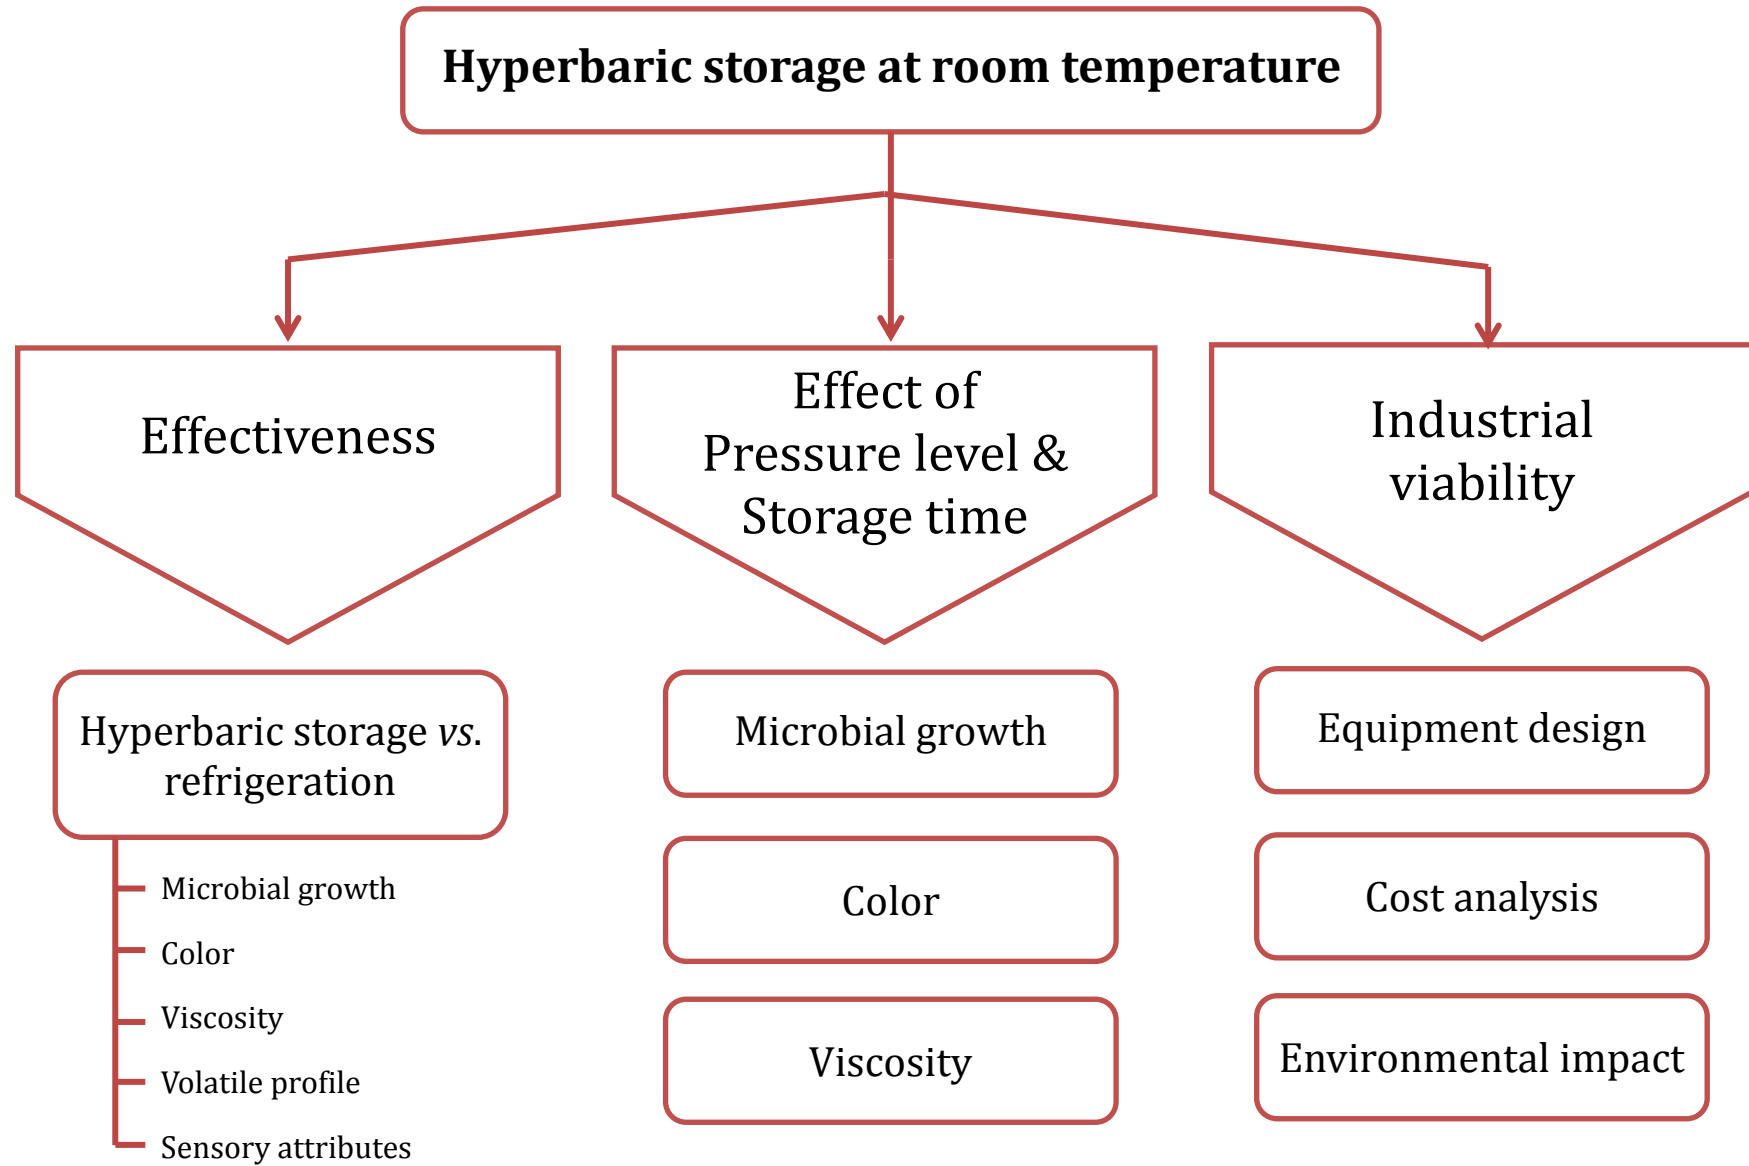 Hyperbaric storage at room temperature
Effectiveness
Effect of
Pressure level &
Storage time
Industrial
viability
Hyperbaric storage vs.
refrigeration
Microbial growth
Color
Viscosity
Volatile profile
Sensory attributes
Microbial growth
Color
Viscosity
Equipment design
Cost analysis
Environmental impact